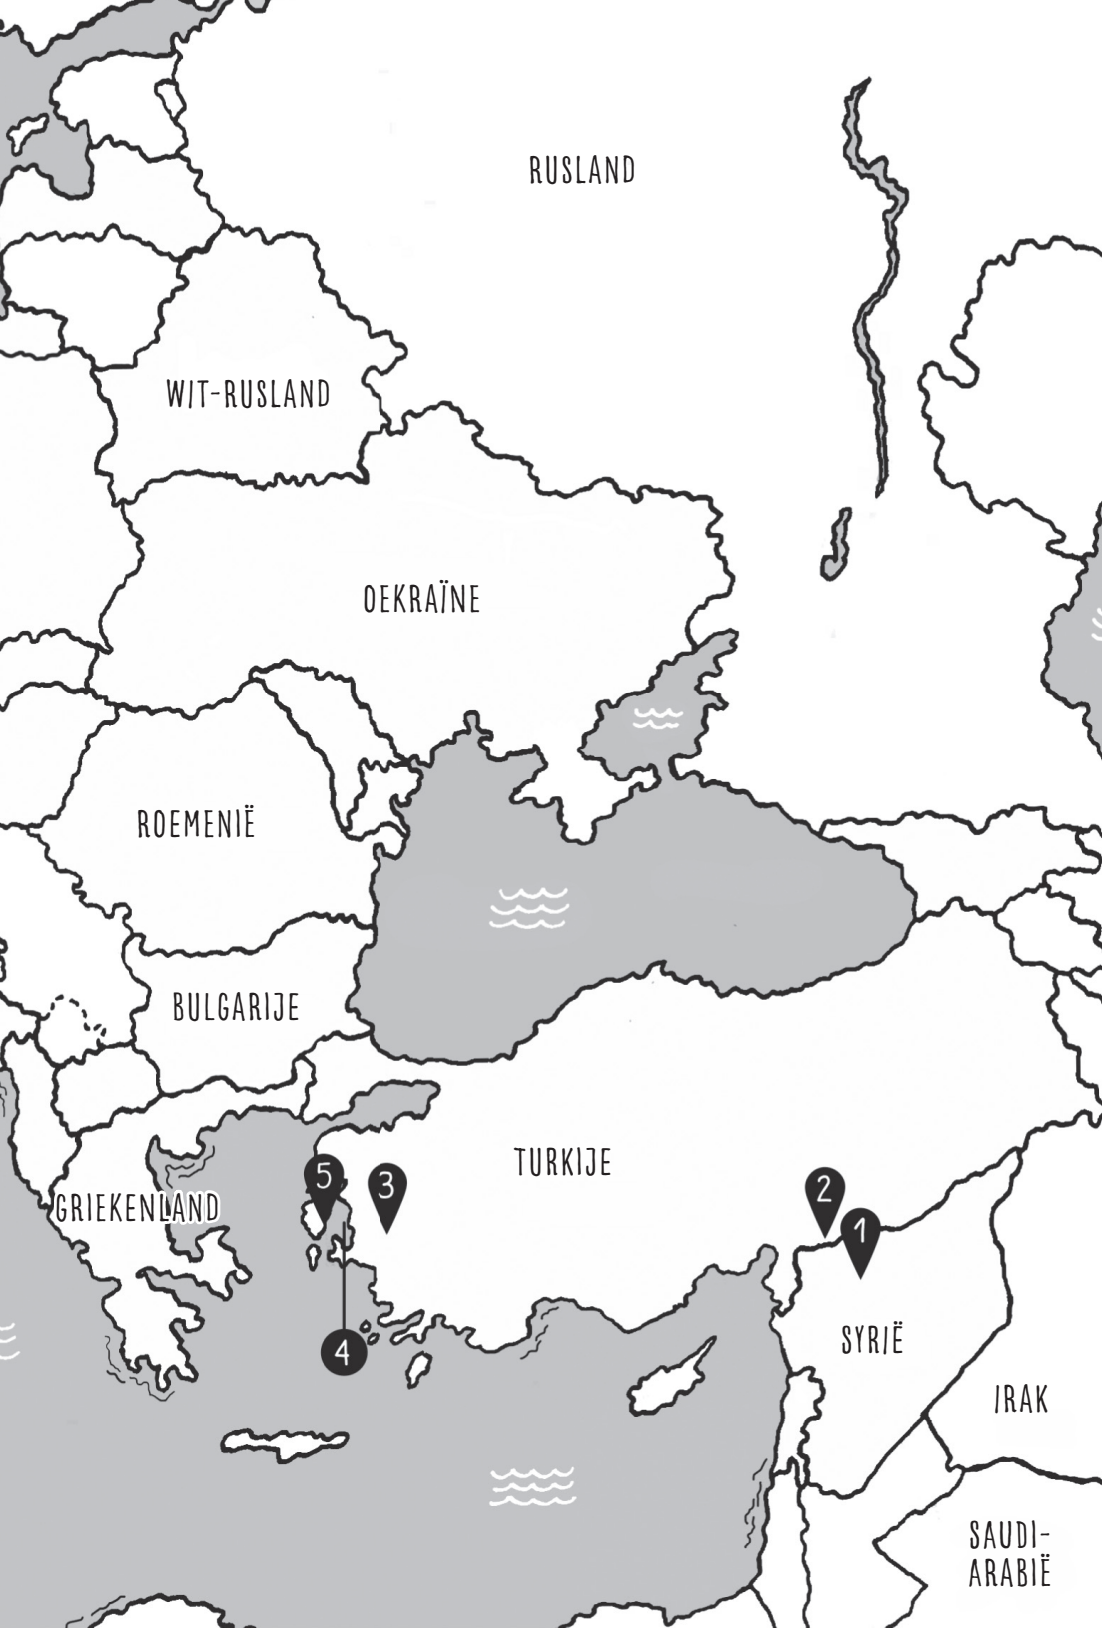 RUSLAND
WIT-RUSLAND
OEKRAÏNE
ROEMENIË
BULGARIJE
TURKIJE
5
3
2
GRIEKENLAND
1
SYRIË
4
IRAK
SAUDI-
ARABIË